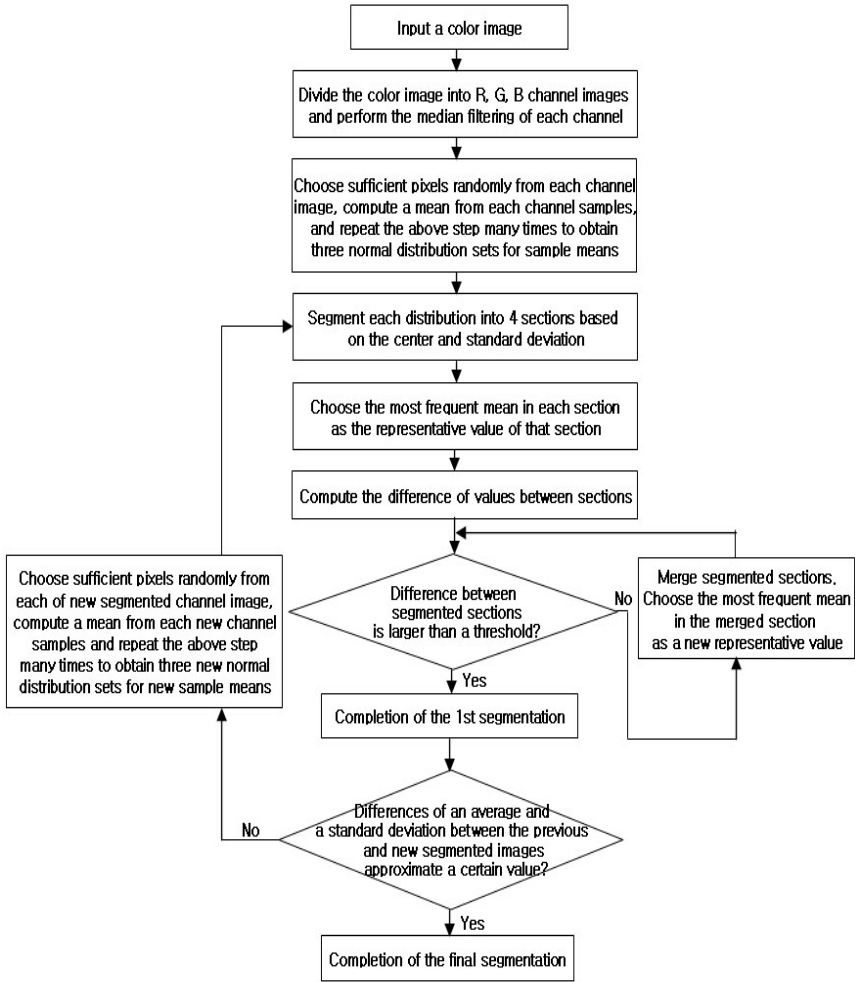 Input a color image
Divide the color image into R, G, B channel images
and perform the median filtering of each channel
Choose sufficient pixels randomly from each channel
image, compute a mean from each channel samples,
and repeat the above step many times to obtain
three normal distribution sets for sample means
Segment each distribution into 4 sections based
on the center and standard deviation
Choose the most frequent mean in each section
as the representative value of that section
Compute the difference of values between sections
Difference between
segmented sections
is larger than a threshold?
No
Merge segmented sections.
Choose the most frequent mean
in the merged section
as a new representative value
Yes
Choose sufficient pixels randomly from
each of new segmented channel image,
compute a mean from each new channel
samples and repeat the above step
many times to obtain three new normal
distribution sets for new sample means
Completion of the 1st segmentation
Differences of an average and
a standard deviation between the previous
and new segmented images
approximate a certain value?
No
Yes
Completion of the final segmentation